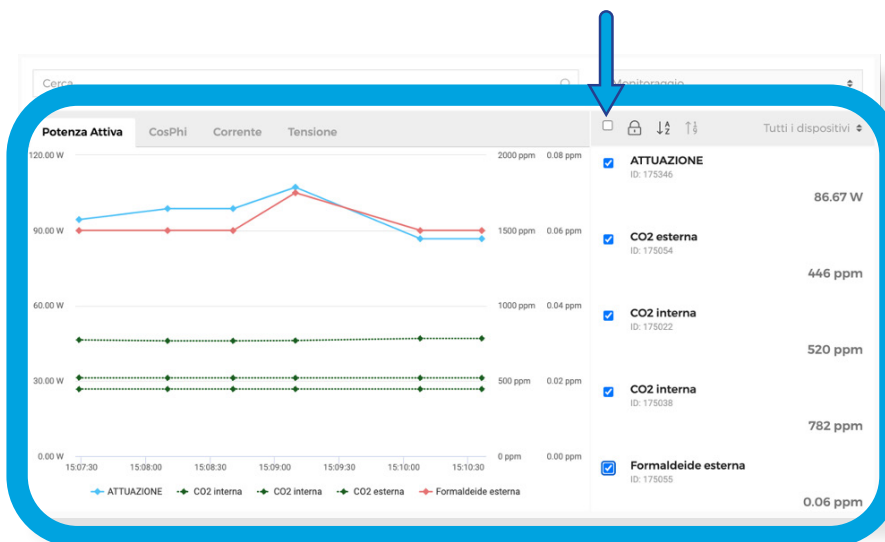 Cerca
Monitoraggio
Potenza Attiva CosPhi Corrente Tensione
Tutti i dispositivi
120.00 W
90.00 W
60.00 W
30.00 W
0.00 W
2000 ppm
1500 ppm
1000 ppm
500 ppm
0 ppm
0.08 ppm
0.06 ppm
0.04 ppm
0.02 ppm
0.00 ppm
15:07:30 15:08:00 15:08:30 15:09:00 15:09:30 15:10:00 15:10:30
ATTUAZIONE CO2 interna CO2 interna CO2 esterna Formaldeide esterna
ATTUAZIONE
ID: 175346
86.67 W
CO2 esterna
ID: 175054
446 ppm
CO2 interna
ID: 175022
520 ppm
CO2 interna
ID: 175038
782 ppm
Formaldeide esterna
ID: 175055
0.06 ppm